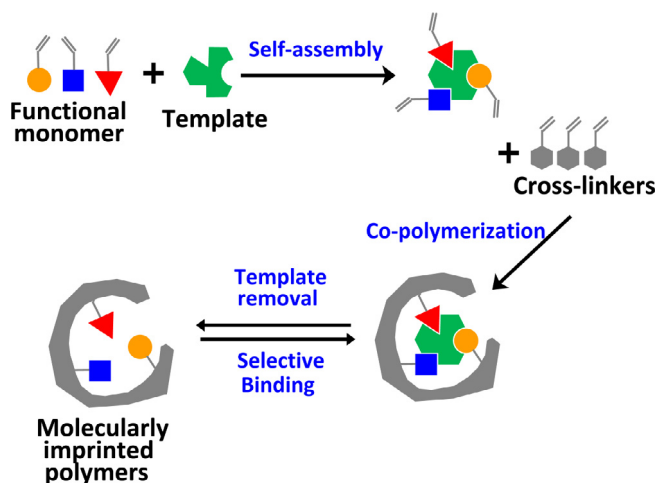 Self-assembly
+
Functional
monomer
Template
+
Cross-linkers
Co-polymerization
Template
removal
Selective
Binding
Molecularly
imprinted
polymers